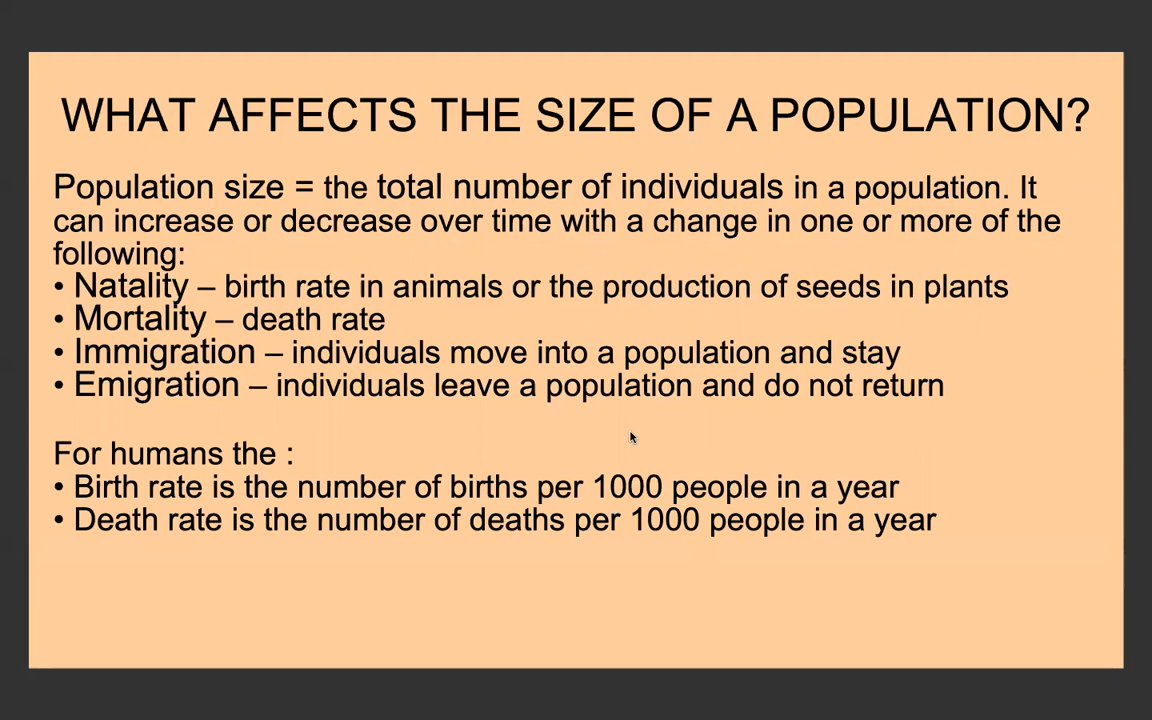 WHAT AFFECTS THE SIZE OF A POPULATION?
Population size = the total number of individuals in a population. It
can increase or decrease over time with a change in one or more of the
following:
• Natality – birth rate in animals or the production of seeds in plants
• Mortality – death rate
• Immigration – individuals move into a population and stay
• Emigration – individuals leave a population and do not return
For humans the :
• Birth rate is the number of births per 1000 people in a year
• Death rate is the number of deaths per 1000 people in a year